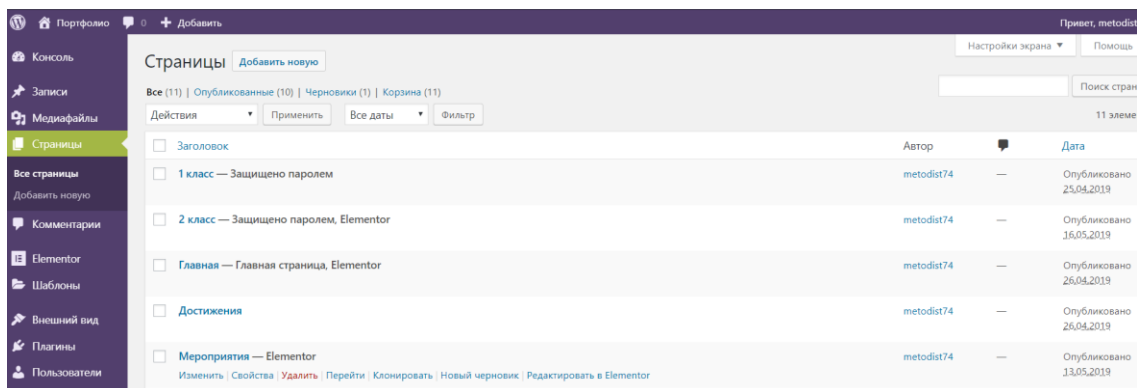 Портфолио 0 Добавить Привет, metodist
Консоль
Записи
Медиафайлы
Страницы
Все страницы
Добавить новую
Комментарии
Elementor
Шаблоны
Внешний вид
Плагины
Пользователи
Настройки экрана ▼ Помощь
Страницы Добавить новую
Все (11) | Опубликованные (10) | Черновики (1) | Корзина (11)
Поиск стран
Действия Применить Все даты Фильтр 11 элеме
Заголовок Автор Дата
1 класс — Защищено паролем metodist74 — Опубликовано
25.04.2019
2 класс — Защищено паролем, Elementor metodist74 — Опубликовано
16.05.2019
Главная — Главная страница, Elementor metodist74 — Опубликовано
26.04.2019
Достижения metodist74 — Опубликовано
26.04.2019
Мероприятия — Elementor metodist74 — Опубликовано
13.05.2019
Изменить | Свойства | Удалить | Перейти | Клонировать | Новый черновик | Редактировать в Elementor